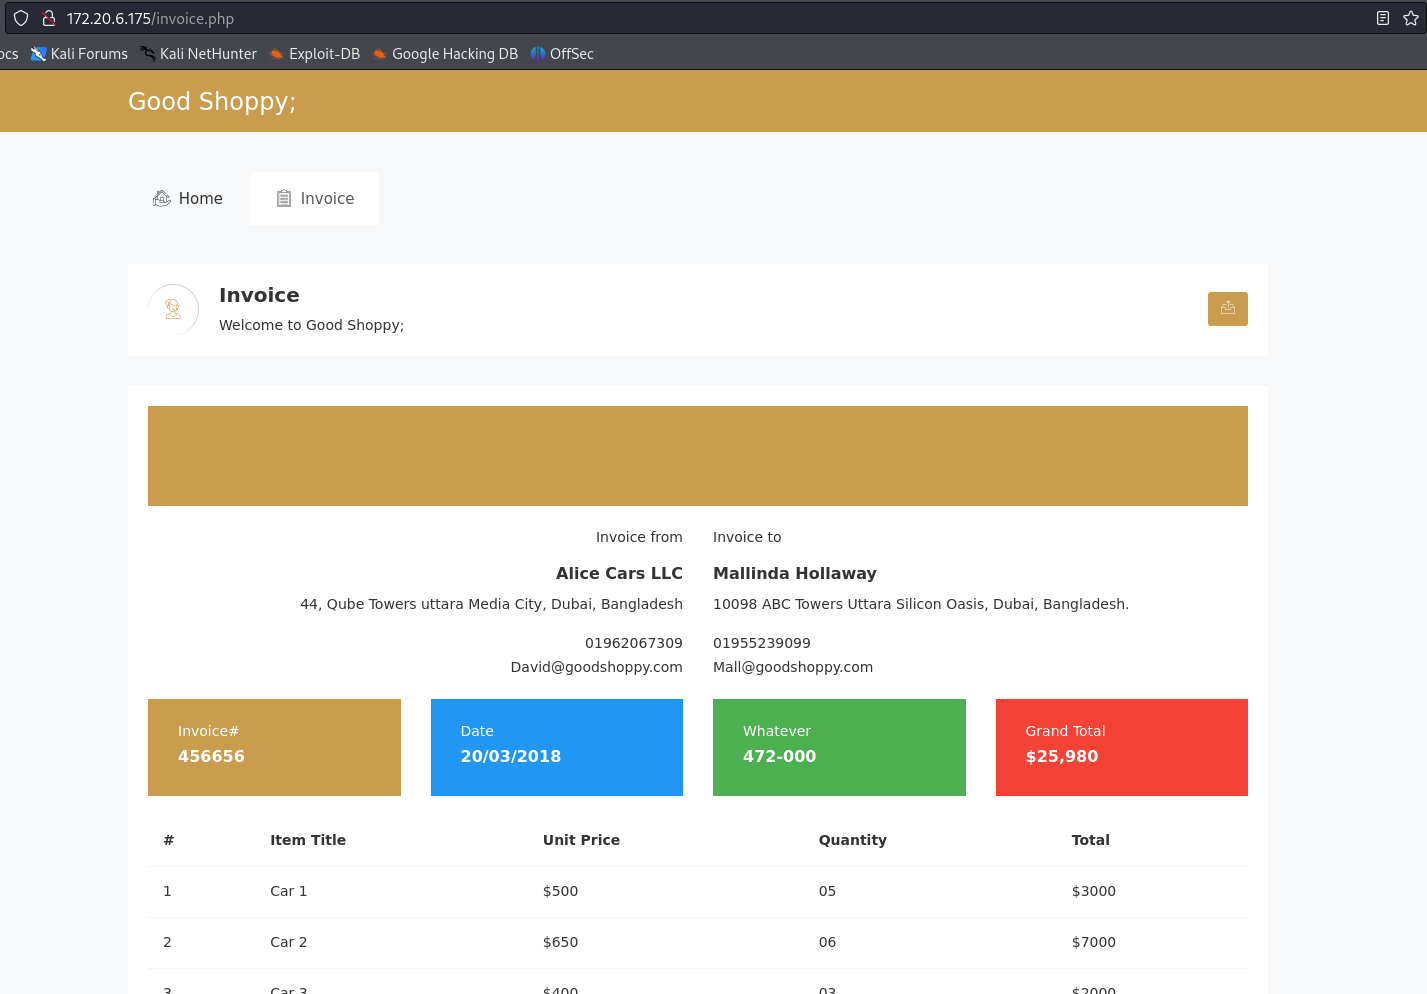 172.20.6.175/invoice.php
ocs Kali Forums Kali NetHunter Exploit-DB Google Hacking DB OffSec
Good Shoppy;
Home Invoice
Invoice
Welcome to Good Shoppy;
Invoice from Invoice to
Alice Cars LLC Mallinda Hollaway
44, Qube Towers uttara Media City, Dubai, Bangladesh 10098 ABC Towers Uttara Silicon Oasis, Dubai, Bangladesh.
01962067309 01955239099
David@goodshoppy.com Mall@goodshoppy.com
Invoice# Date Whatever Grand Total
456656 20/03/2018 472-000 $25,980
# Item Title Unit Price Quantity Total
1 Car 1 $500 05 $3000
2 Car 2 $650 06 $7000
3 Car 3 $400 03 $2000